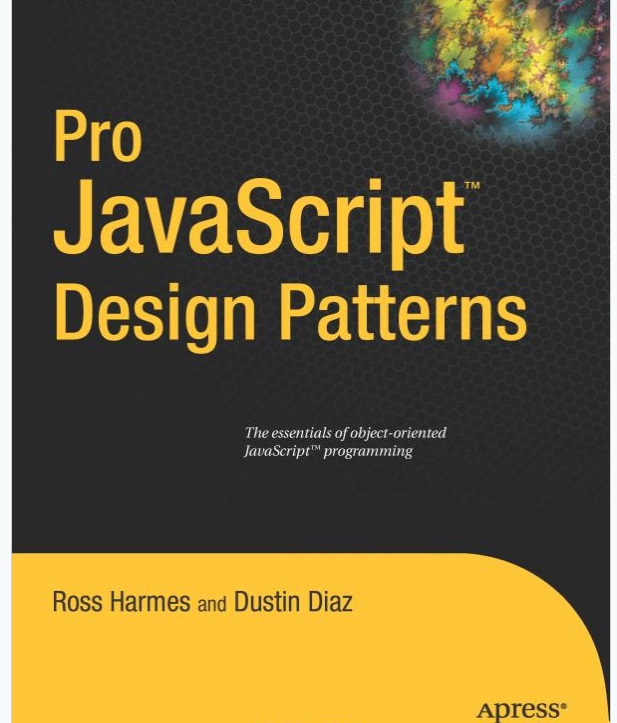 Pro
JavaScript™
Design Patterns
The essentials of object-oriented
JavaScript™ programming
Ross Harmes and Dustin Diaz
Apress®